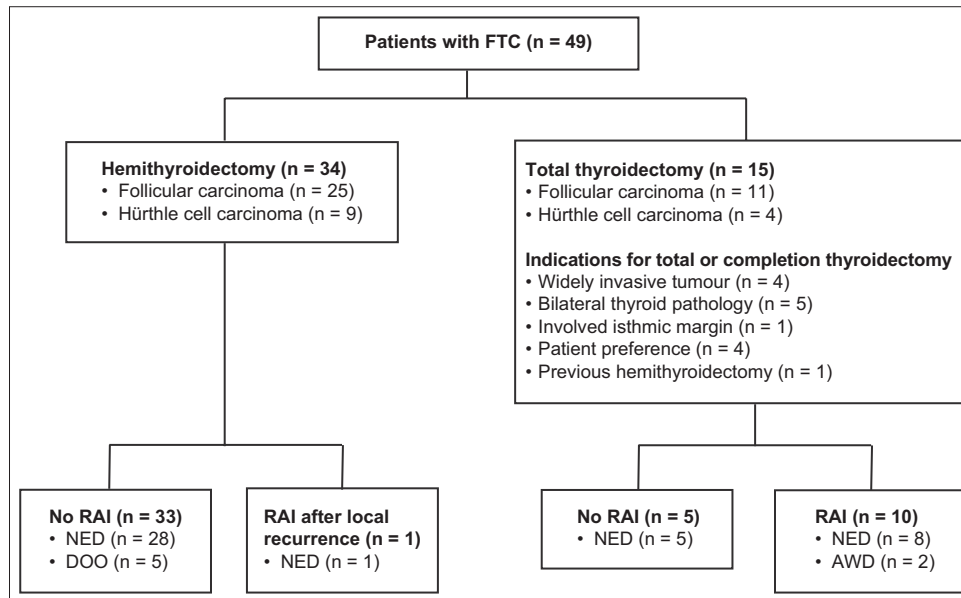 Patients with FTC (n = 49)
Hemithyroidectomy (n = 34)
• Follicular carcinoma (n = 25)
• Hürthle cell carcinoma (n = 9)
Total thyroidectomy (n = 15)
• Follicular carcinoma (n = 11)
• Hürthle cell carcinoma (n = 4)
Indications for total or completion thyroidectomy
• Widely invasive tumour (n = 4)
• Bilateral thyroid pathology (n = 5)
• Involved isthmic margin (n = 1)
• Patient preference (n = 4)
• Previous hemithyroidectomy (n = 1)
No RAI (n = 33)
• NED (n = 28)
• DOO (n = 5)
RAI after local
recurrence (n = 1)
• NED (n = 1)
No RAI (n = 5)
• NED (n = 5)
RAI (n = 10)
• NED (n = 8)
• AWD (n = 2)